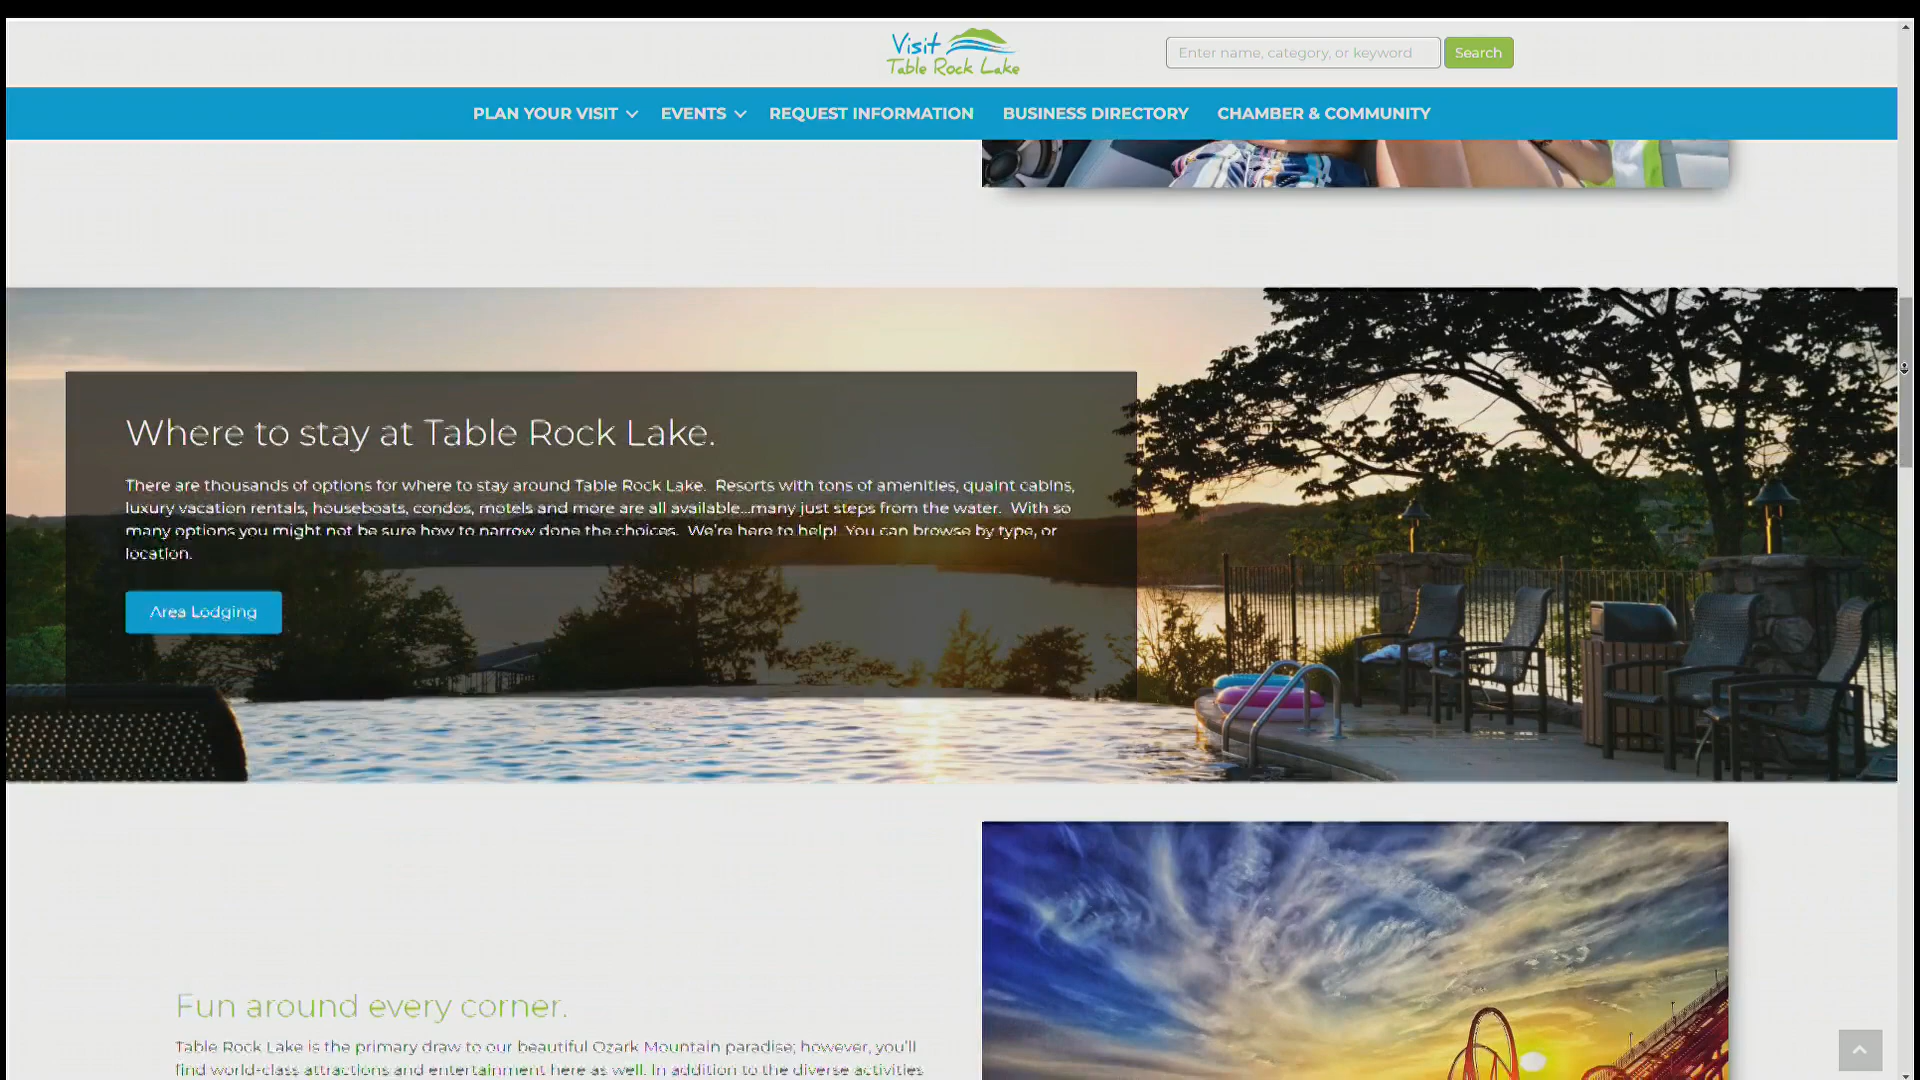 Visit
Table Rock Lake
Enter name, category, or keyword
Search
PLAN YOUR VISIT
EVENTS
REQUEST INFORMATION
BUSINESS DIRECTORY
CHAMBER & COMMUNITY
Where to stay at Table Rock Lake.
There are thousands of options for where to stay around Table Rock Lake. Resorts with tons of amenities, quaint cabins,
luxury vacation rentals, houseboats, condos, motels and more are all available...many just steps from the water. With so
many options you might not be sure how to narrow done the choices. We're here to help! You can browse by type, or
location.
Area Lodging
Fun around every corner.
Table Rock Lake is the primary draw to our beautiful Ozark Mountain paradise; however, you'll
find world-class attractions and entertainment here as well. In addition to the diverse activities